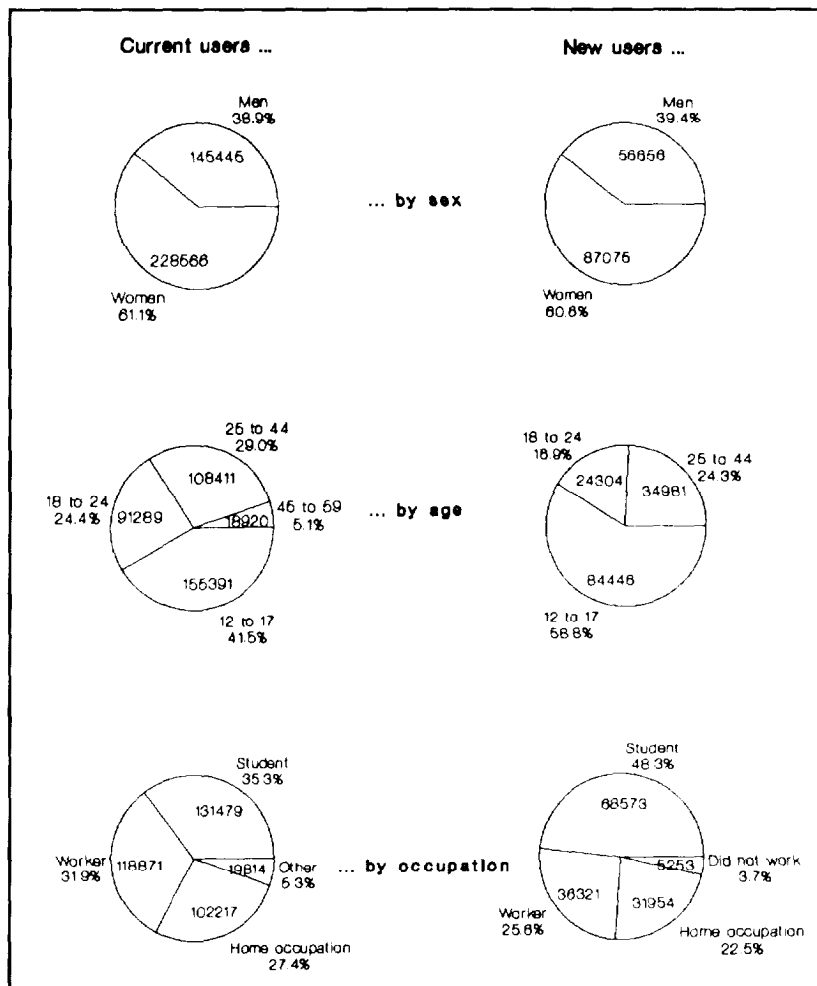 Current users ...
New users ...
Men
38.9%
145445
228566
Women
61.1%
... by sex
Men
39.4%
56656
87075
Women
60.6%
25 to 44
29.0%
108411
18 to 24
24.4%
91289
45 to 59
5.1%
18920
155391
12 to 17
41.5%
... by age
18 to 24
16.9%
24304
25 to 44
24.3%
34981
84446
12 to 17
58.8%
Student
35.3%
131479
Worker
31.9%
118871
Other
5.3%
19814
102217
Home occupation
27.4%
... by occupation
Student
48.3%
68573
Did not work
3.7%
5253
36321
Worker
25.6%
31954
Home occupation
22.5%